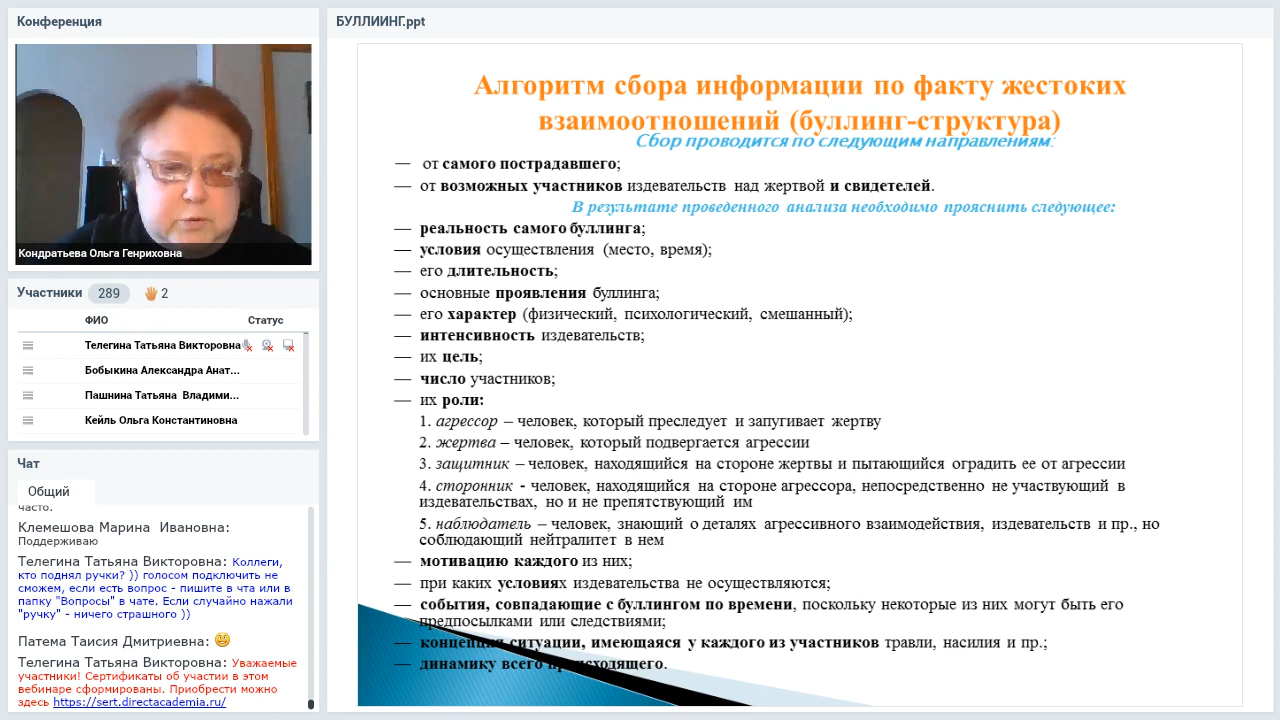 Конференция
Кондратьева Ольга Генриховна
Участники 289 2
ФИО Статус
Телегина Татьяна Викторовна
Бобыкина Александра Анат...
Пашнина Татьяна Владими...
Кейль Ольга Константиновна
Чат
Общий
часто.
Клемешова Марина Ивановна:
Поддерживаю
Телегина Татьяна Викторовна: Коллеги,
кто поднял ручки? )) голосом подключить не
сможем, если есть вопрос - пишите в чта или в
папку "Вопросы" в чате. Если случайно нажали
"ручку" - ничего страшного ))
Патема Таисия Дмитриевна:
Телегина Татьяна Викторовна: Уважаемые
участники! Сертификаты об участии в этом
вебинаре сформированы. Приобрести можно
здесь https://sert.directacademia.ru/
БУЛЛИИНГ.ppt
Алгоритм сбора информации по факту жестоких
взаимоотношений (буллинг-структура)
Сбор проводится по следующим направлениям:
— от самого пострадавшего;
— от возможных участников издевательств над жертвой и свидетелей.
В результате проведенного анализа необходимо прояснить следующее:
— реальность самого буллинга;
— условия осуществления (место, время);
— его длительность;
— основные проявления буллинга;
— его характер (физический, психологический, смешанный);
— интенсивность издевательств;
— их цель;
— число участников;
— их роли:
1. агрессор – человек, который преследует и запугивает жертву
2. жертва – человек, который подвергается агрессии
3. защитник – человек, находящийся на стороне жертвы и пытающийся оградить ее от агрессии
4. сторонник - человек, находящийся на стороне агрессора, непосредственно не участвующий в
издевательствах, но и не препятствующий им
5. наблюдатель – человек, знающий о деталях агрессивного взаимодействия, издевательств и пр., но
соблюдающий нейтралитет в нем
— мотивацию каждого из них;
— при каких условиях издевательства не осуществляются;
— события, совпадающие с буллингом по времени, поскольку некоторые из них могут быть его
предпосылками или следствиями;
— концепция ситуации, имеющаяся у каждого из участников травли, насилия и пр.;
— динамику всего происходящего.